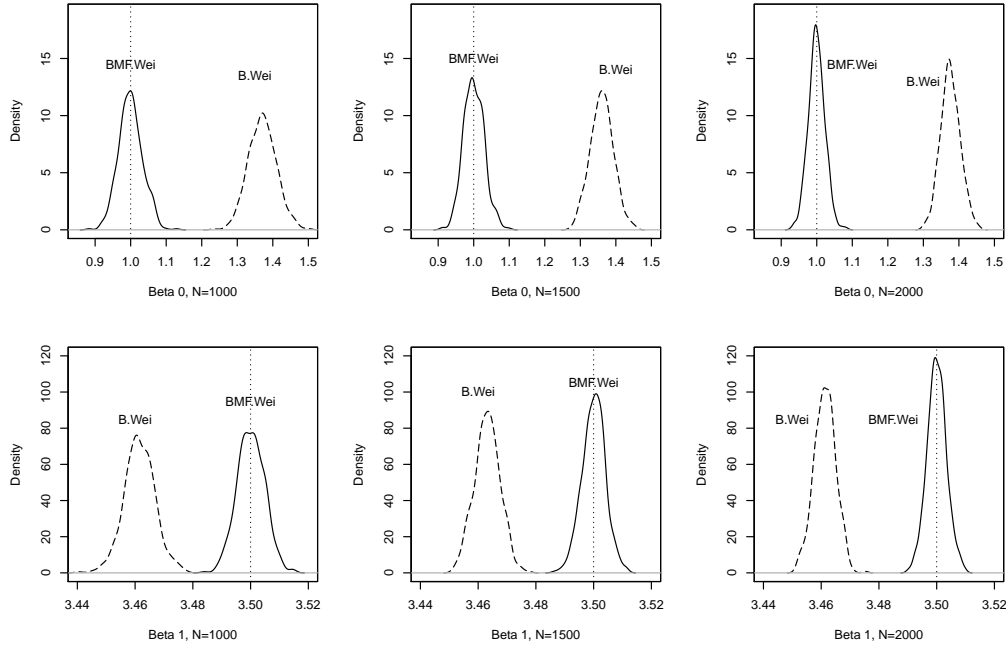 BMF.Wei
B.Wei
Density
0
5
10
15
0.9 1.0 1.1 1.2 1.3 1.4 1.5
Beta 0, N=1000
BMF.Wei
B.Wei
Density
0
5
10
15
0.9 1.0 1.1 1.2 1.3 1.4 1.5
Beta 0, N=1500
BMF.Wei
B.Wei
Density
0
5
10
15
0.9 1.0 1.1 1.2 1.3 1.4 1.5
Beta 0, N=2000
B.Wei
BMF.Wei
Density
0
20
40
60
80
100
120
3.44 3.46 3.48 3.50 3.52
Beta 1, N=1000
B.Wei
BMF.Wei
Density
0
20
40
60
80
100
120
3.44 3.46 3.48 3.50 3.52
Beta 1, N=1500
B.Wei
BMF.Wei
Density
0
20
40
60
80
100
120
3.44 3.46 3.48 3.50 3.52
Beta 1, N=2000